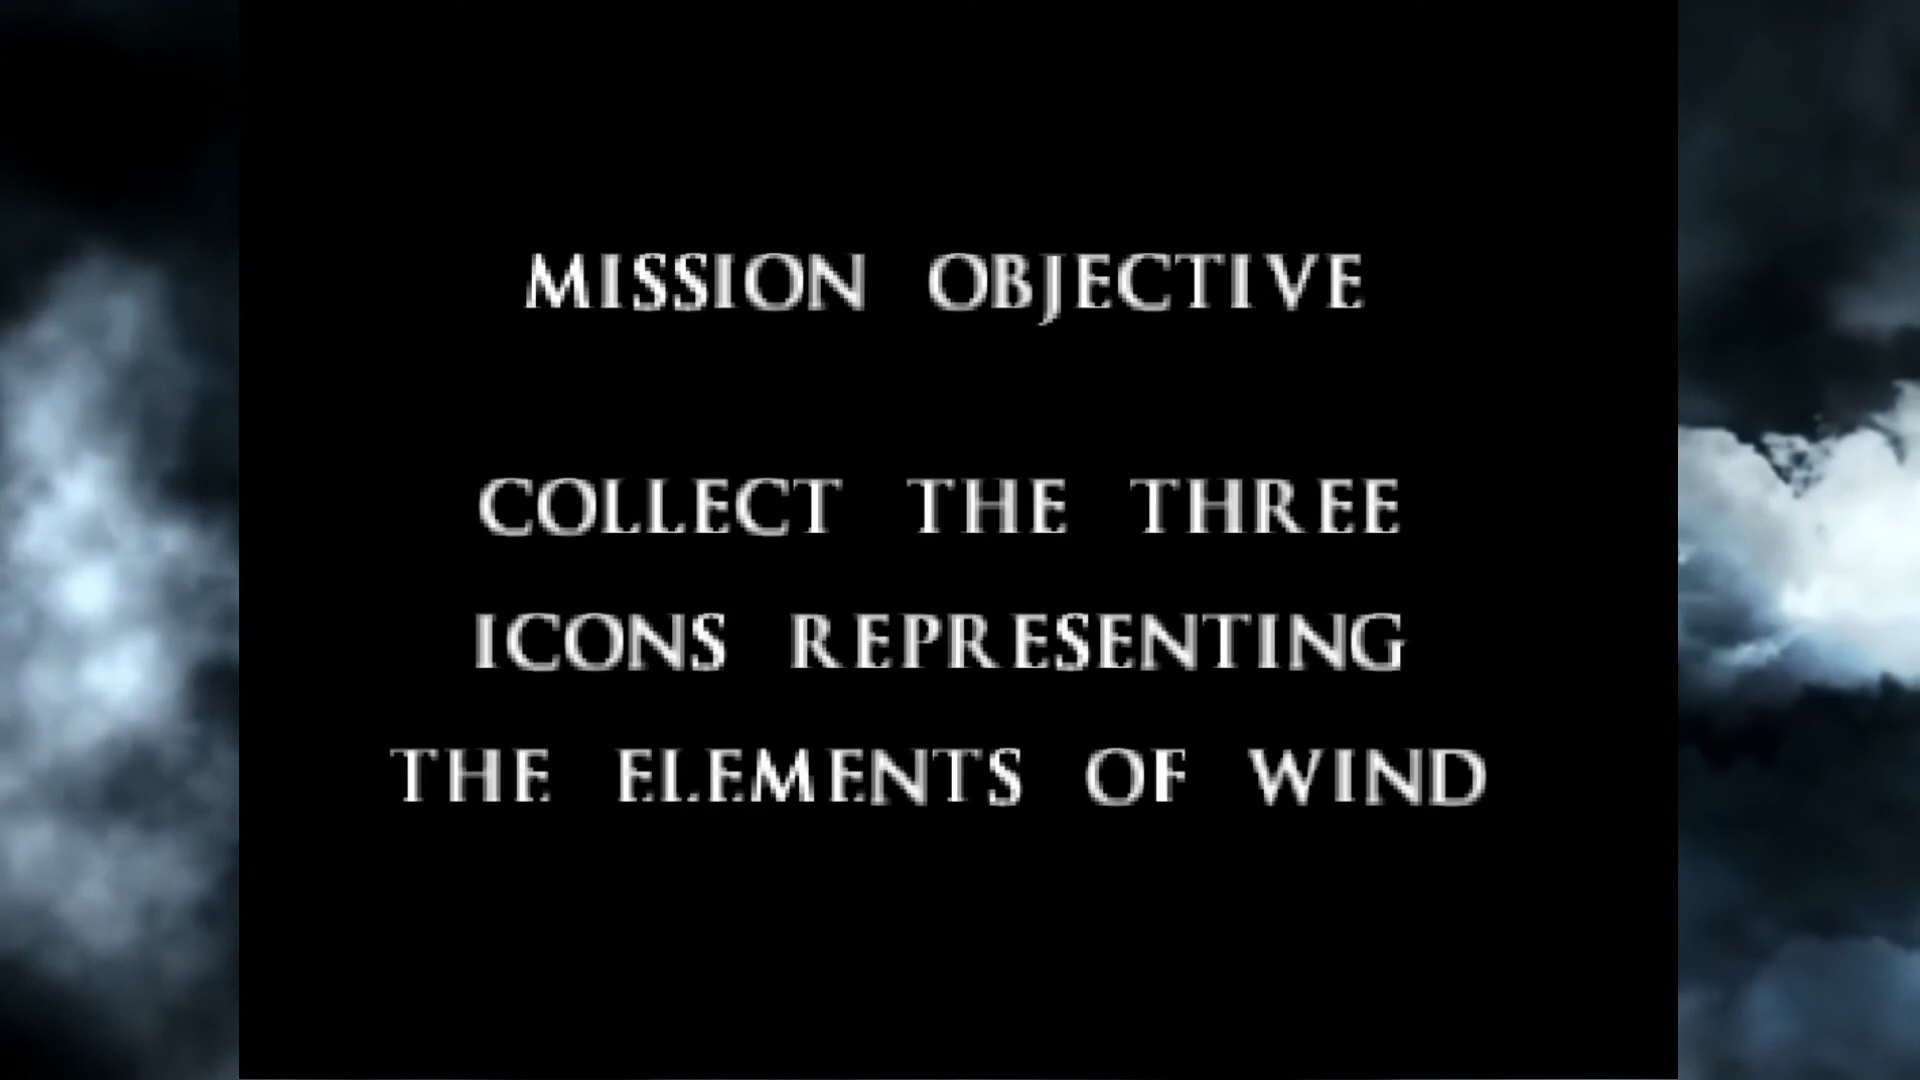 MISSION OBJECTIVE
COLLECT THE THREE
ICONS REPRESENTING
THE ELEMENTS OF WIND